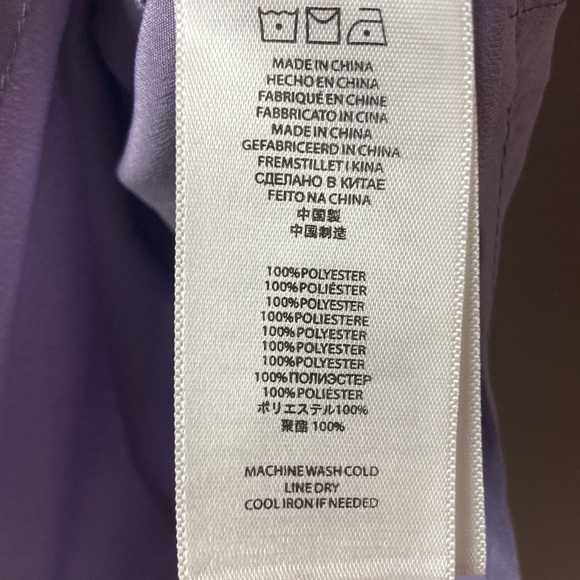 MADE IN CHINA
HECHO EN CHINA
FABRIQUÉ EN CHINE
FABBRICATO IN CINA
MADE IN CHINA
GEFABRICEERD IN CHINA
FREMSTILLET I KINA
СДЕЛАНО В КИТАЕ
FEITO NA CHINA
中国製
中国制造
100%POLYESTER
100%POLIÉSTER
100%POLYESTER
100%POLIESTERE
100%POLYESTER
100%POLYESTER
100%POLYESTER
100%ПОЛИЭСТЕР
100%POLIÉSTER
ポリエステル100%
聚酯 100%
MACHINE WASH COLD
LINE DRY
COOL IRON IF NEEDED